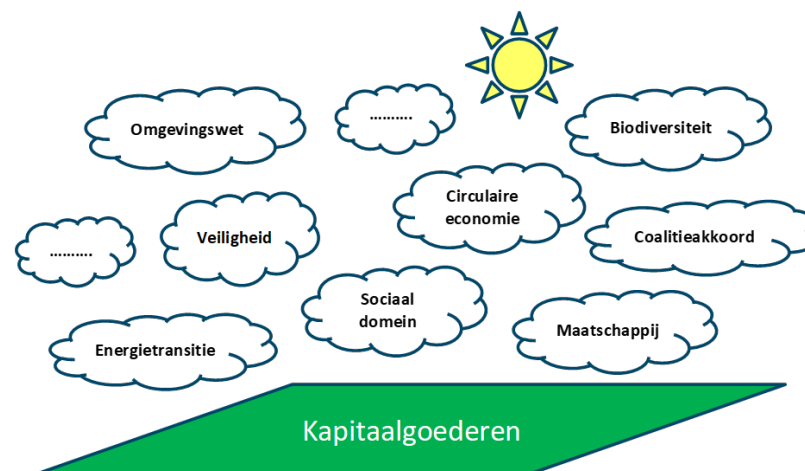 Omgevingswet
..........
Biodiversiteit
Circulaire
economie
..........
Veiligheid
Coalitieakkoord
Sociaal
domein
Energietransitie
Maatschappij
Kapitaalgoederen